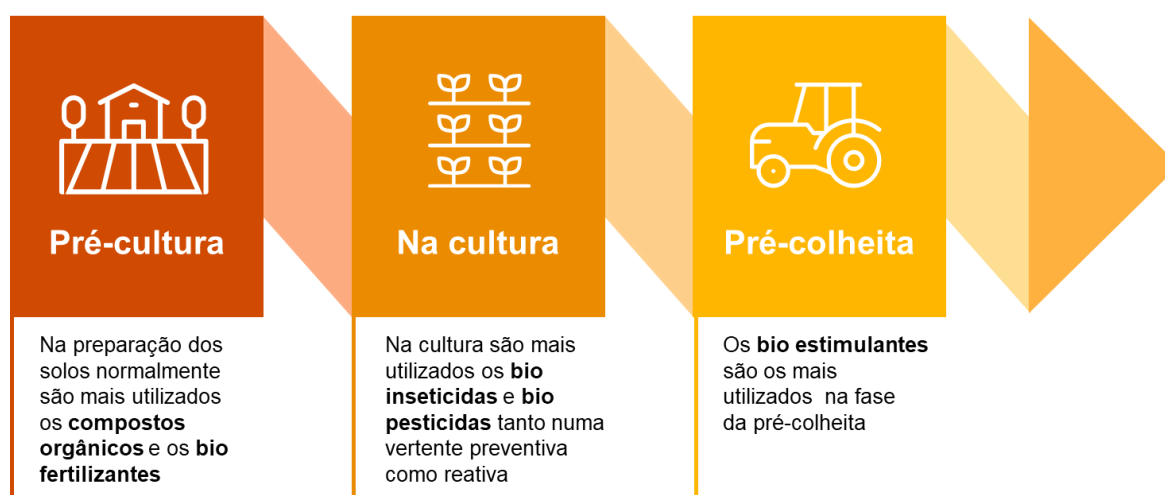 Pré-cultura
Na preparação dos
solos normalmente
são mais utilizados
os compostos
orgânicos e os bio
fertilizantes
Na cultura
Na cultura são mais
utilizados os bio
inseticidas e bio
pesticidas tanto numa
vertente preventiva
como reativa
Pré-colheita
Os bio estimulantes
são os mais
utilizados na fase
da pré-colheita